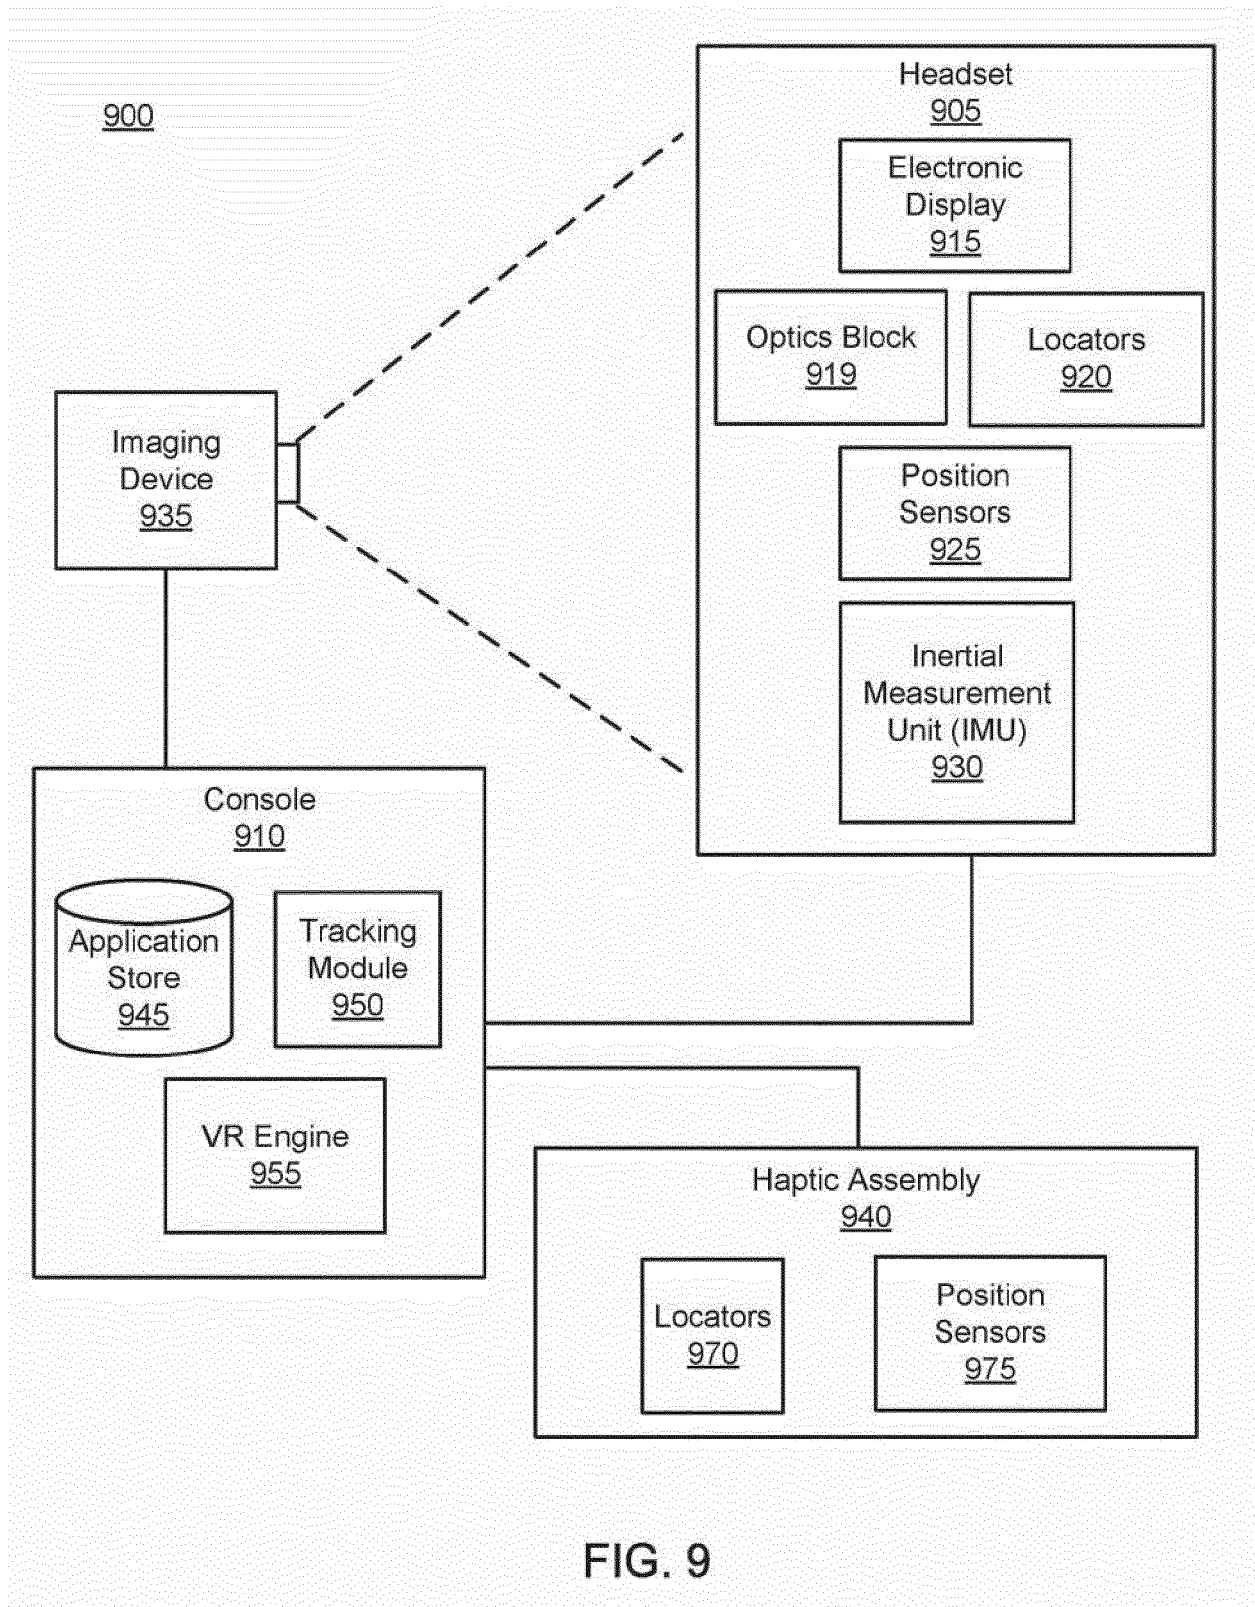 900
Headset
905
Electronic
Display
915
Optics Block
919
Locators
920
Position
Sensors
925
Inertial
Measurement
Unit (IMU)
930
Imaging
Device
935
Console
910
Application
Store
945
Tracking
Module
950
VR Engine
955
Haptic Assembly
940
Locators
970
Position
Sensors
975
FIG. 9